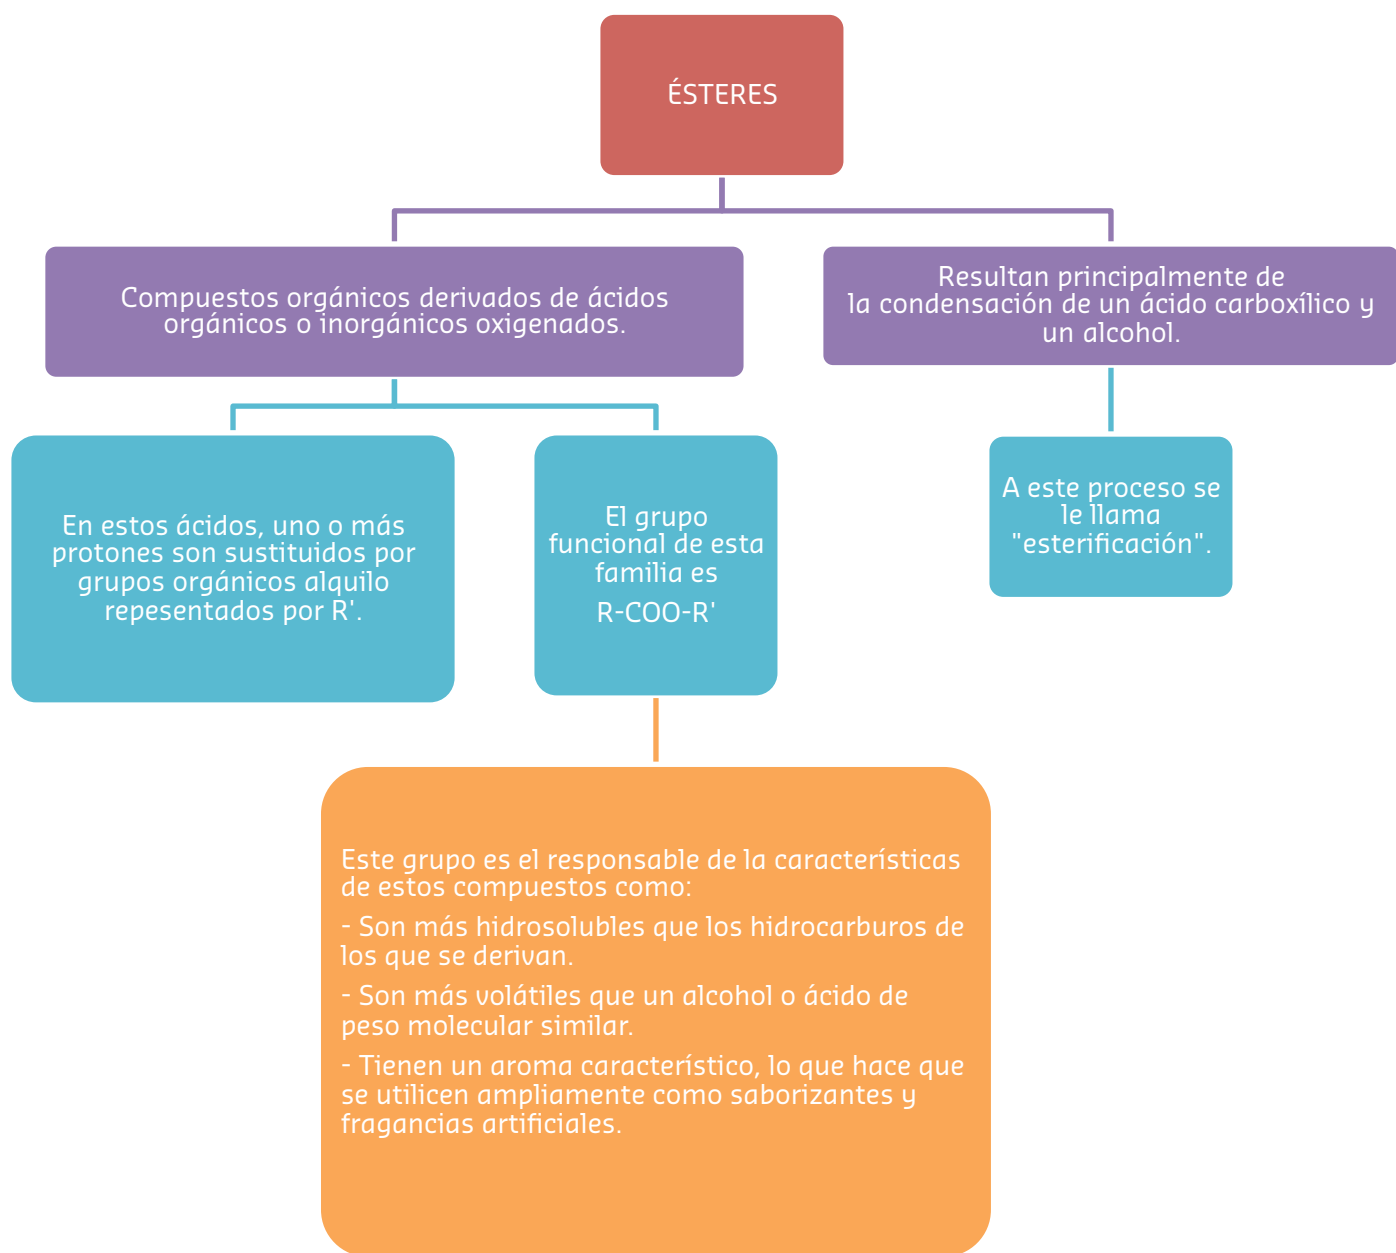 ÉSTERES
Compuestos orgánicos derivados de ácidos
orgánicos o inorgánicos oxigenados.
Resultan principalmente de
la condensación de un ácido carboxílico y
un alcohol.
En estos ácidos, uno o más
protones son sustituidos por
grupos orgánicos alquilo
repesentados por R'.
El grupo
funcional de esta
familia es
R-COO-R'
A este proceso se
le llama
"esterificación".
Este grupo es el responsable de la características
de estos compuestos como:
- Son más hidrosolubles que los hidrocarburos de
los que se derivan.
- Son más volátiles que un alcohol o ácido de
peso molecular similar.
- Tienen un aroma característico, lo que hace que
se utilicen ampliamente como saborizantes y
fragancias artificiales.